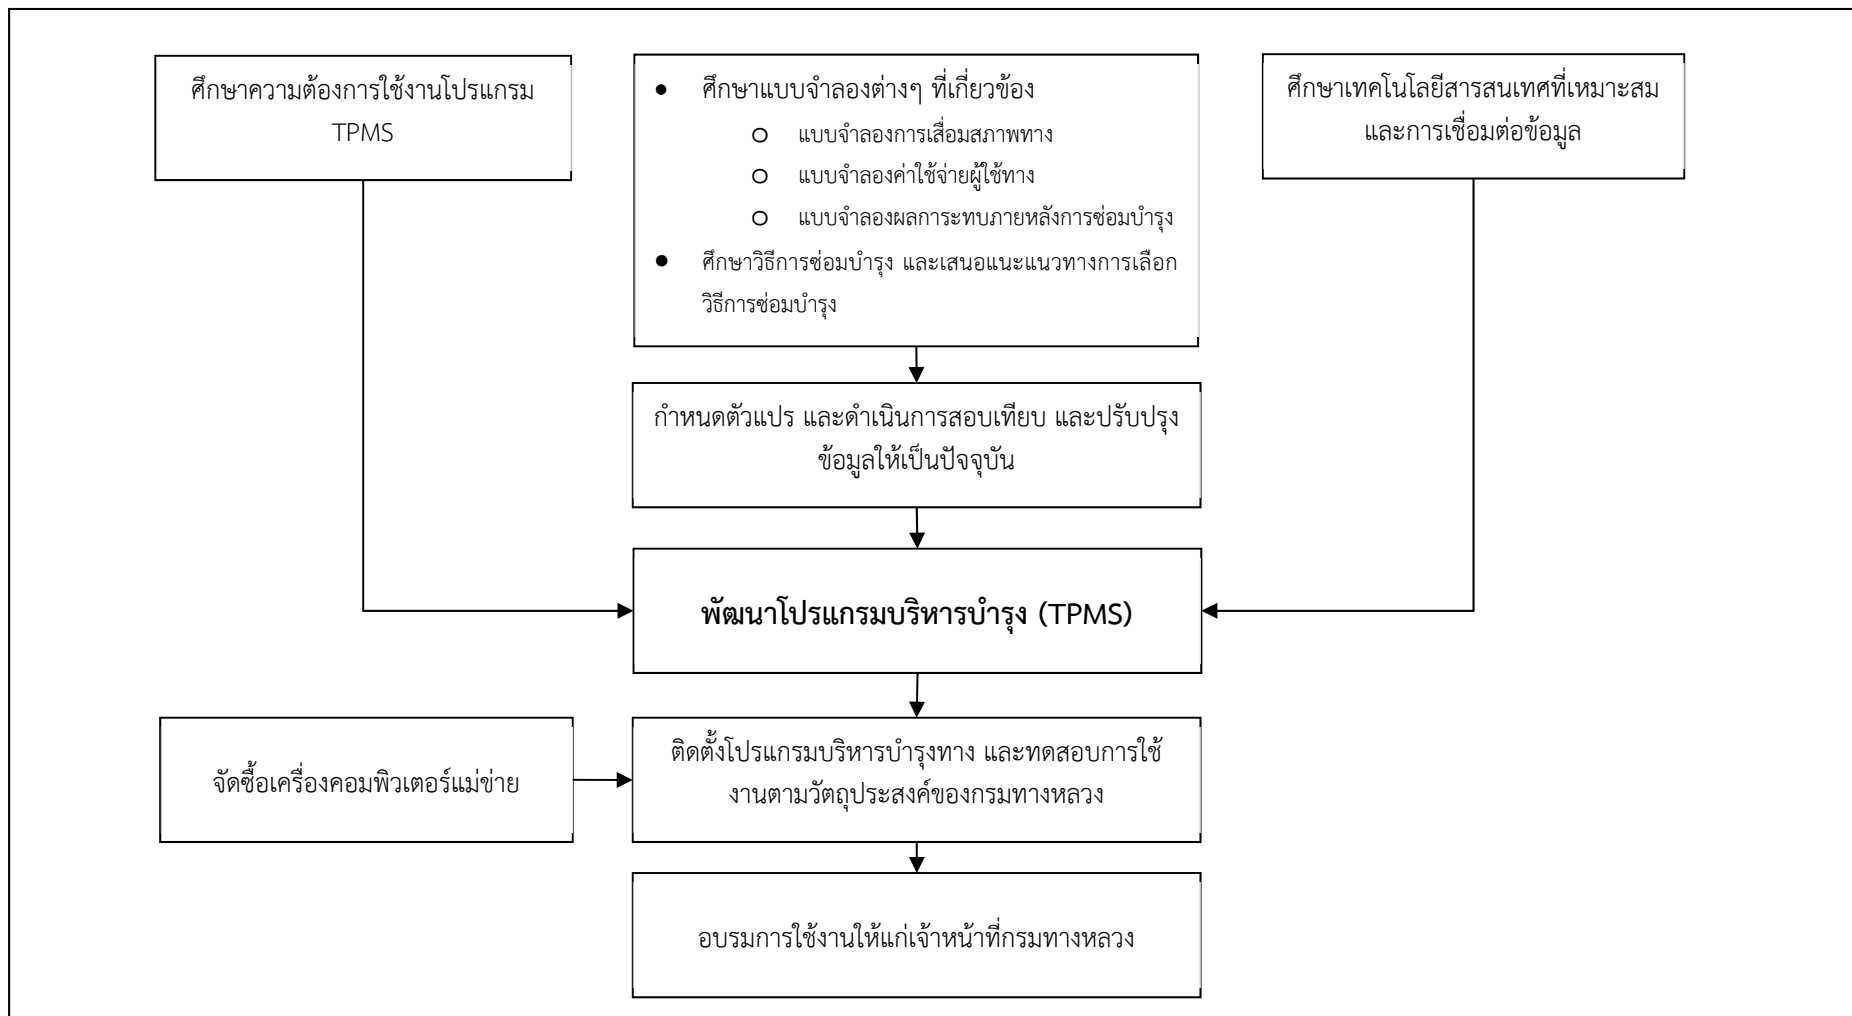 ศึกษาความต้องการใช้งานโปรแกรม
TPMS
• ศึกษาแบบจำลองต่างๆ ที่เกี่ยวข้อง
o แบบจำลองการเสื่อมสภาพทาง
o แบบจำลองค่าใช้จ่ายผู้ใช้ทาง
o แบบจำลองผลการะทบภายหลังการซ่อมบำรุง
• ศึกษาวิธีการซ่อมบำรุง และเสนอแนะแนวทางการเลือก
วิธีการซ่อมบำรุง
ศึกษาเทคโนโลยีสารสนเทศที่เหมาะสม
และการเชื่อมต่อข้อมูล
กำหนดตัวแปร และดำเนินการสอบเทียบ และปรับปรุง
ข้อมูลให้เป็นปัจจุบัน
พัฒนาโปรแกรมบริหารบำรุง (TPMS)
จัดซื้อเครื่องคอมพิวเตอร์แม่ข่าย
ติดตั้งโปรแกรมบริหารบำรุงทาง และทดสอบการใช้
งานตามวัตถุประสงค์ของกรมทางหลวง
อบรมการใช้งานให้แก่เจ้าหน้าที่กรมทางหลวง